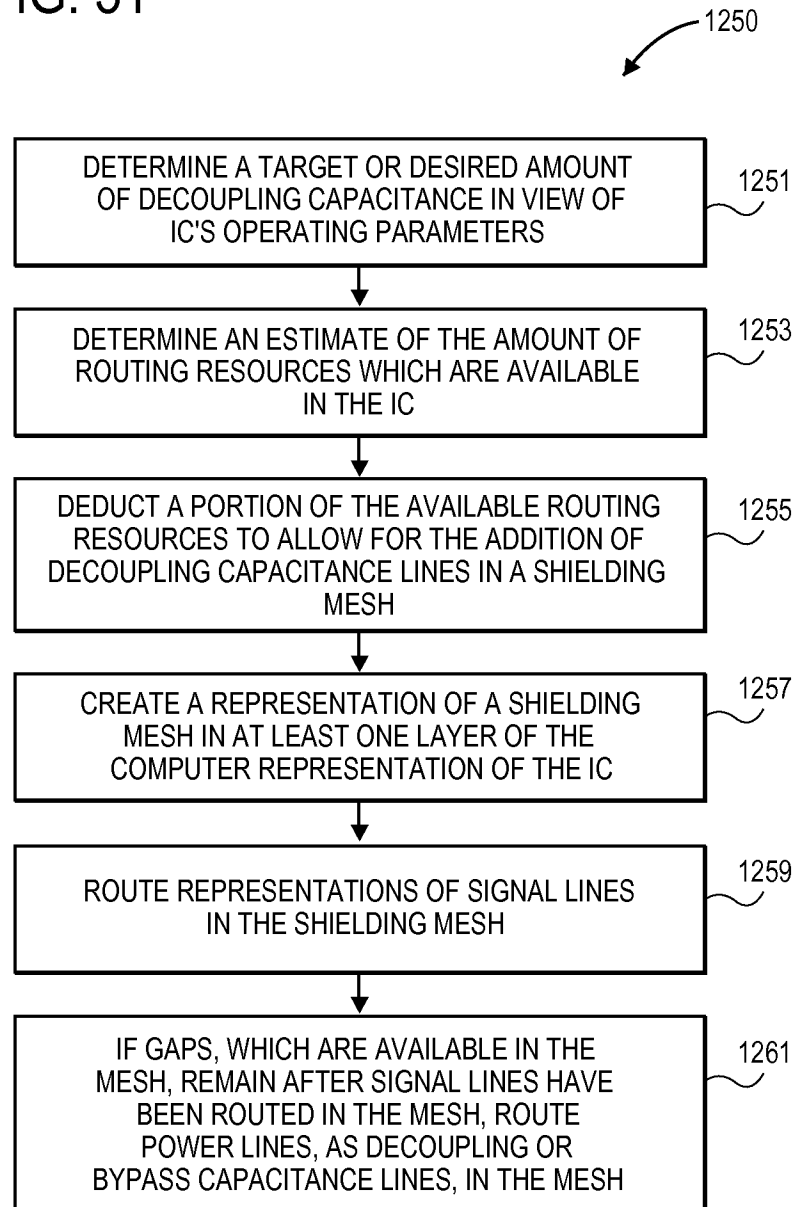 IG. 31
1250
DETERMINE A TARGET OR DESIRED AMOUNT
OF DECOUPLING CAPACITANCE IN VIEW OF
IC'S OPERATING PARAMETERS
1251
DETERMINE AN ESTIMATE OF THE AMOUNT OF
ROUTING RESOURCES WHICH ARE AVAILABLE
IN THE IC
1253
DEDUCT A PORTION OF THE AVAILABLE ROUTING
RESOURCES TO ALLOW FOR THE ADDITION OF
DECOUPLING CAPACITANCE LINES IN A SHIELDING
MESH
1255
CREATE A REPRESENTATION OF A SHIELDING
MESH IN AT LEAST ONE LAYER OF THE
COMPUTER REPRESENTATION OF THE IC
1257
ROUTE REPRESENTATIONS OF SIGNAL LINES
IN THE SHIELDING MESH
1259
IF GAPS, WHICH ARE AVAILABLE IN THE
MESH, REMAIN AFTER SIGNAL LINES HAVE
BEEN ROUTED IN THE MESH, ROUTE
POWER LINES, AS DECOUPLING OR
BYPASS CAPACITANCE LINES, IN THE MESH
1261